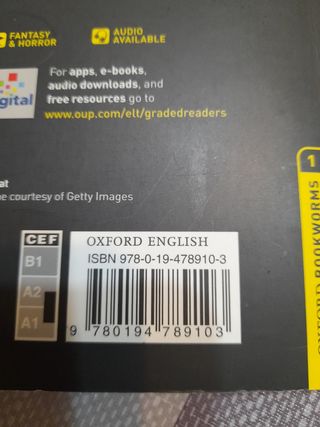 FANTASY
& HORROR
AUDIO
AVAILABLE
For apps, e-books,
audio downloads, and
free resources go to
www.oup.com/elt/gradedreaders
gital
at
courtesy of Getty Images
CEF
B1
A2
A1
OXFORD ENGLISH
ISBN 978-0-19-478910-3
9 780194 789103
1
OXFORD BOOKWORMS